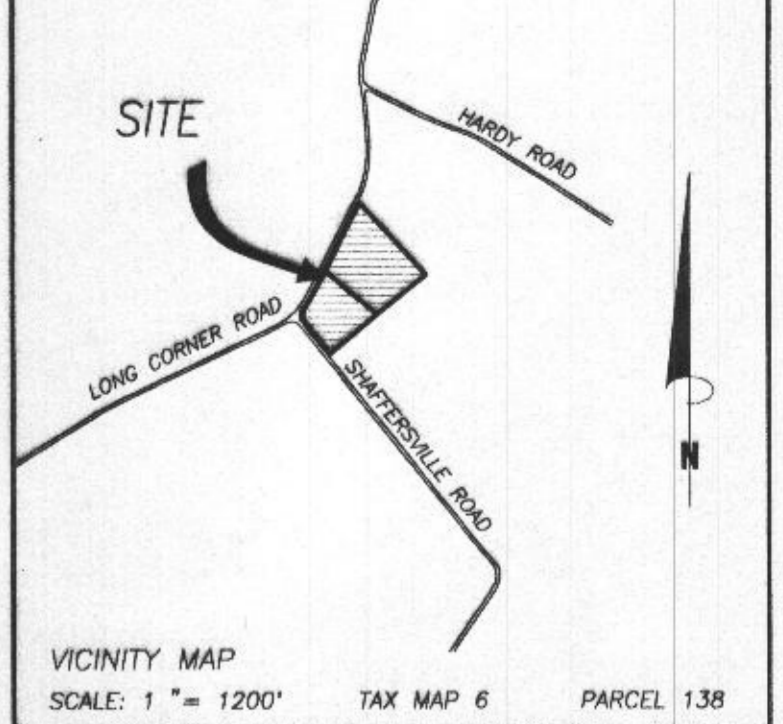 SITE
HARDY ROAD
LONG CORNER ROAD
SHAFFERSVILLE ROAD
N
VICINITY MAP
SCALE: 1 "= 1200'
TAX MAP 6
PARCEL 138